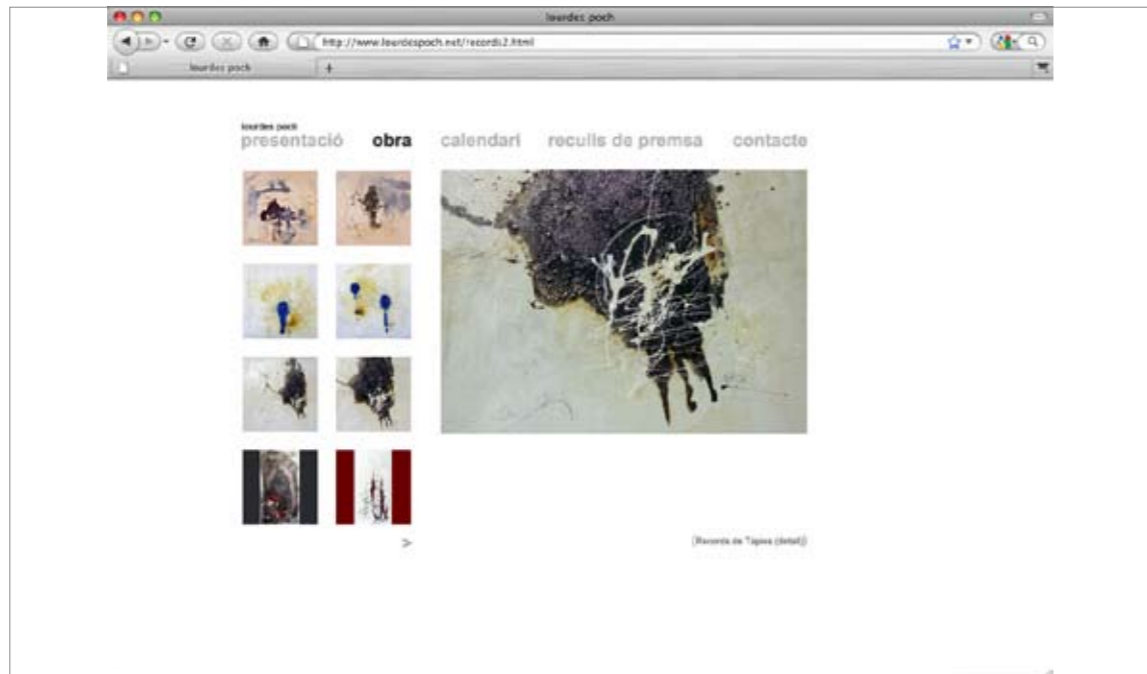 lourdes poch
http://www.lourdespoch.net/records2.html
lourdes poch
lourdes poch
presentació obra calendari reculls de premsa contacte
>
[Records de Tàpies (detall)]